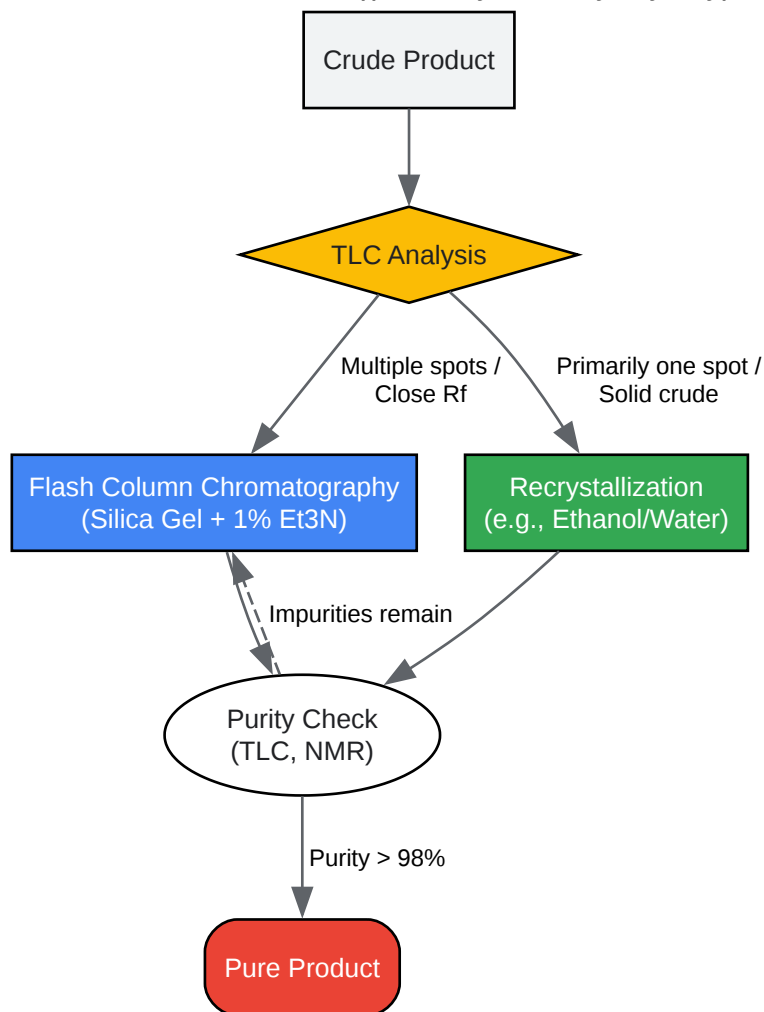 Crude Product
TLC Analysis
Multiple spots /
Close Rf
Primarily one spot /
Solid crude
Flash Column Chromatography
(Silica Gel + 1% Et3N)
Recrystallization
(e.g., Ethanol/Water)
Impurities remain
Purity Check
(TLC, NMR)
Purity > 98%
Pure Product